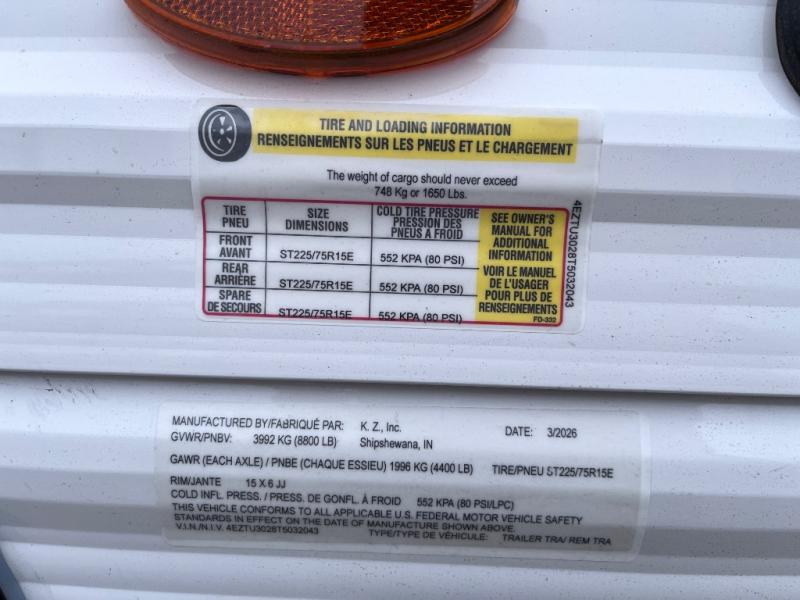 TIRE AND LOADING INFORMATION
RENSEIGNEMENTS SUR LES PNEUS ET LE CHARGEMENT
The weight of cargo should never exceed
748 Kg or 1650 Lbs.
TIRE PNEU
SIZE DIMENSIONS
COLD TIRE PRESSURE
PRESSION DES
PNEUS A FROID
FRONT AVANT ST225/75R15E 552 KPA (80 PSI)
REAR ARRIÈRE ST225/75R15E 552 KPA (80 PSI)
SPARE DE SECOURS ST225/75R15E 552 KPA (80 PSI)
SEE OWNER'S
MANUAL FOR
ADDITIONAL
INFORMATION
VOIR LE MANUEL
DE L'USAGER
POUR PLUS DE
RENSEIGNEMENTS
FD-332
4EZTU3028T5032043
MANUFACTURED BY/FABRIQUÉ PAR: K. Z., Inc. DATE: 3/2026
GVWR/PNBV: 3992 KG (8800 LB) Shipshewana, IN
GAWR (EACH AXLE) / PNBE (CHAQUE ESSIEU) 1996 KG (4400 LB) TIRE/PNEU ST225/75R15E
RIM/JANTE 15 X 6 JJ
COLD INFL. PRESS. / PRESS. DE GONFL. À FROID 552 KPA (80 PSI/LPC)
THIS VEHICLE CONFORMS TO ALL APPLICABLE U.S. FEDERAL MOTOR VEHICLE SAFETY
STANDARDS IN EFFECT ON THE DATE OF MANUFACTURE SHOWN ABOVE.
V.I.N./N.I.V. 4EZTU3028T5032043 TYPE/TYPE DE VÉHICULE: TRAILER TRA/ REM TRA